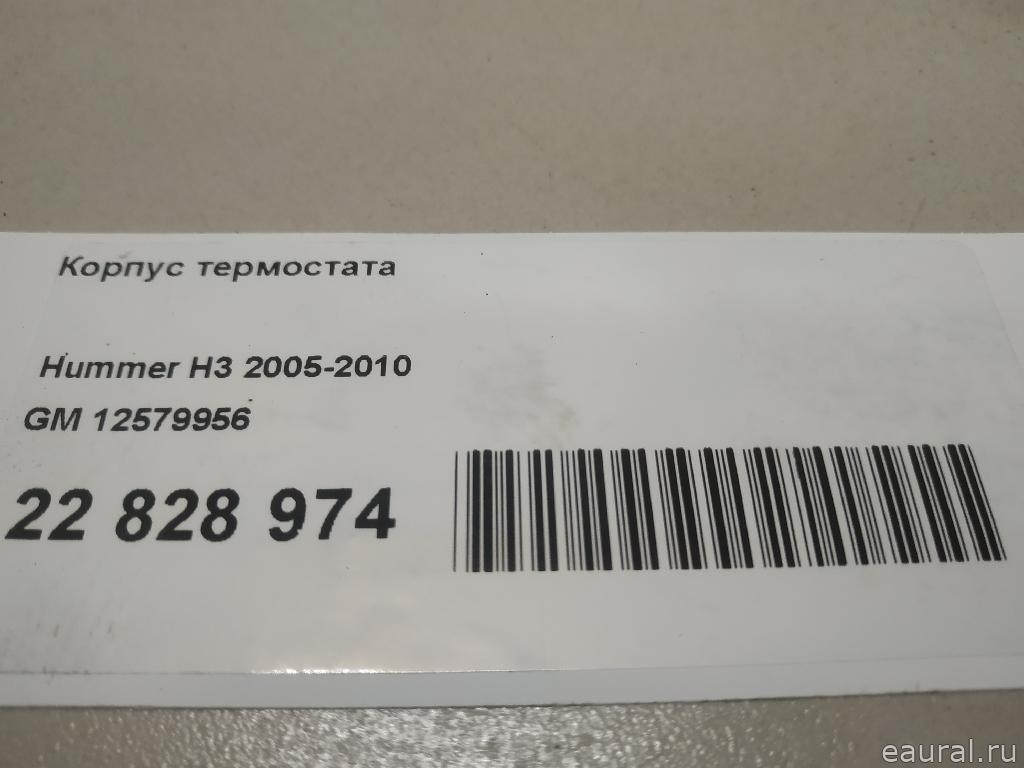 Корпус термостата
Hummer H3 2005-2010
GM 12579956
22 828 974
eaural.ru